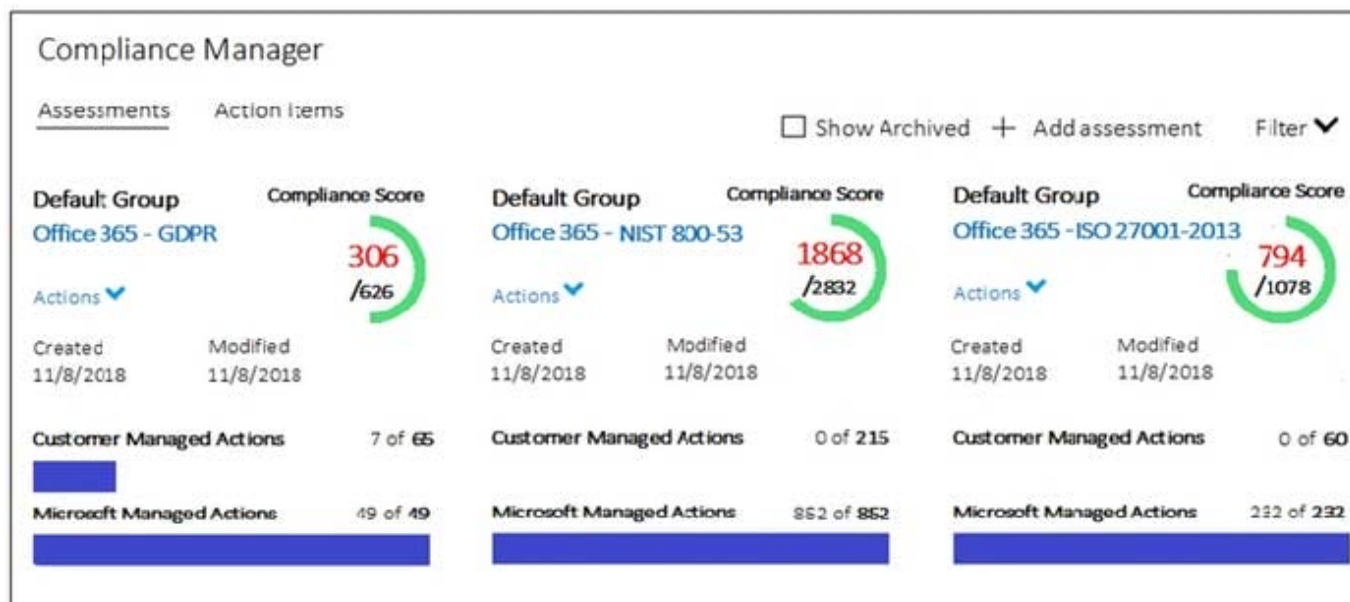 Compliance Manager
Assessments Action Items
Show Archived + Add assessment Filter
Default Group Compliance Score
Office 365 - GDPR
306
/626
Actions
Created Modified
11/8/2018 11/8/2018
Customer Managed Actions 7 of 65
Microsoft Managed Actions 49 of 49
Default Group Compliance Score
Office 365 - NIST 800-53
1868
/2832
Actions
Created Modified
11/8/2018 11/8/2018
Customer Managed Actions 0 of 215
Microsoft Managed Actions 852 of 852
Default Group Compliance Score
Office 365 -ISO 27001-2013
794
/1078
Actions
Created Modified
11/8/2018 11/8/2018
Customer Managed Actions 0 of 60
Microsoft Managed Actions 232 of 232